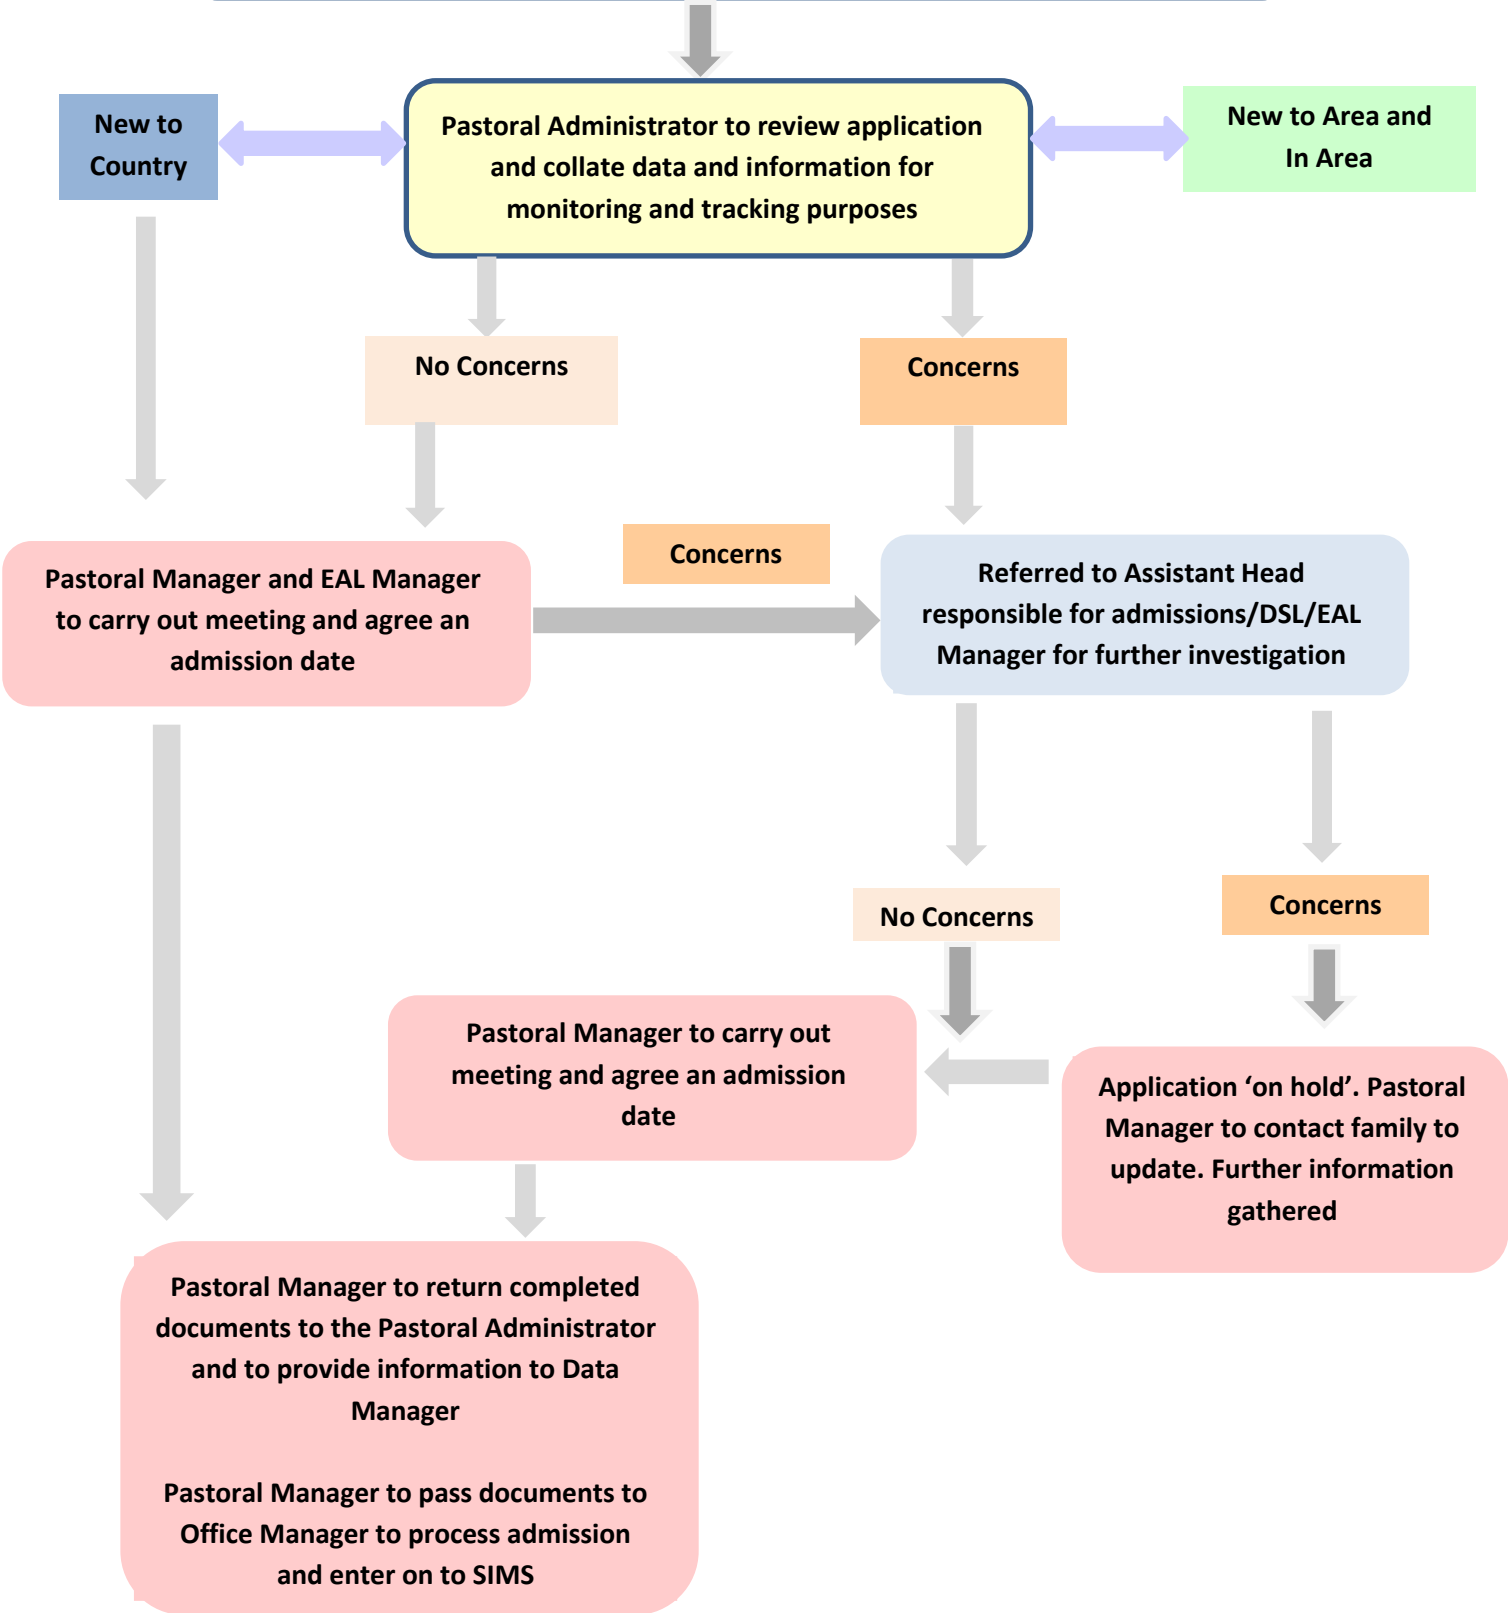 New to
Country
Pastoral Administrator to review application
and collate data and information for
monitoring and tracking purposes
New to Area and
In Area
No Concerns
Concerns
Pastoral Manager and EAL Manager
to carry out meeting and agree an
admission date
Concerns
Referred to Assistant Head
responsible for admissions/DSL/EAL
Manager for further investigation
No Concerns
Concerns
Pastoral Manager to carry out
meeting and agree an admission
date
Application ‘on hold’. Pastoral
Manager to contact family to
update. Further information
gathered
Pastoral Manager to return completed
documents to the Pastoral Administrator
and to provide information to Data
Manager
Pastoral Manager to pass documents to
Office Manager to process admission
and enter on to SIMS